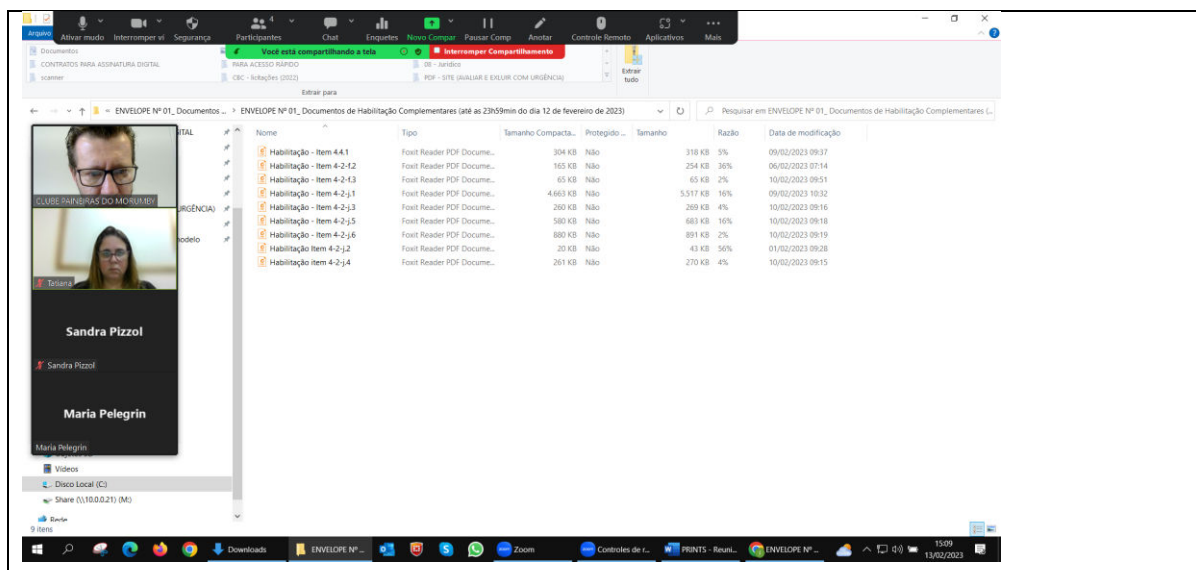 Arquivo
Ativar mudo
Interromper ví
Segurança
Participantes
4
Chat
Enquetes
Novo Compar
Pausar Comp
Anotar
Controle Remoto
Aplicativos
Mais
Você está compartilhando a tela
Interromper Compartilhamento
Documentos
CONTRATOS PARA ASSINATURA DIGITAL
PARA ACESSO RÁPIDO
08 - Jurídico
scanner
CBC - licitações (2022)
PDF - SITE (AVALIAR E EXLUIR COM URGÊNCIA)
Extrair tudo
Extrair para
« ENVELOPE Nº 01_ Documentos ... > ENVELOPE Nº 01_ Documentos de Habilitação Complementares (até as 23h59min do dia 12 de fevereiro de 2023)
Pesquisar em ENVELOPE Nº 01_ Documentos de Habilitação Complementares (...
Nome Tipo Tamanho Compacta... Protegido ... Tamanho Razão Data de modificação
Habilitação - Item 4.4.1 Foxit Reader PDF Docume... 304 KB Não 318 KB 5% 09/02/2023 09:37
Habilitação - Item 4-2-f.2 Foxit Reader PDF Docume... 165 KB Não 254 KB 36% 06/02/2023 07:14
Habilitação - Item 4-2-f.3 Foxit Reader PDF Docume... 65 KB Não 65 KB 2% 10/02/2023 09:51
Habilitação - Item 4-2-j.1 Foxit Reader PDF Docume... 4.663 KB Não 5.517 KB 16% 09/02/2023 10:32
Habilitação - Item 4-2-j.3 Foxit Reader PDF Docume... 260 KB Não 269 KB 4% 10/02/2023 09:16
Habilitação - Item 4-2-j.5 Foxit Reader PDF Docume... 580 KB Não 683 KB 16% 10/02/2023 09:18
Habilitação - Item 4-2-j.6 Foxit Reader PDF Docume... 880 KB Não 891 KB 2% 10/02/2023 09:19
Habilitação Item 4-2-j.2 Foxit Reader PDF Docume... 20 KB Não 43 KB 56% 01/02/2023 09:28
Habilitação item 4-2-j.4 Foxit Reader PDF Docume... 261 KB Não 270 KB 4% 10/02/2023 09:15
ITAL
URGÊNCIA)
modelo
CLUBE PAINEIRAS DO MORUMBY
Tatiana
Sandra Pizzol
Sandra Pizzol
Maria Pelegrin
Maria Pelegrin
Vídeos
Disco Local (C:)
Share (\\10.0.0.21) (M:)
Rede
9 itens
Downloads
ENVELOPE Nº ...
Zoom
Controles de r...
PRINTS - Reuni...
ENVELOPE Nº ...
15:09
13/02/2023